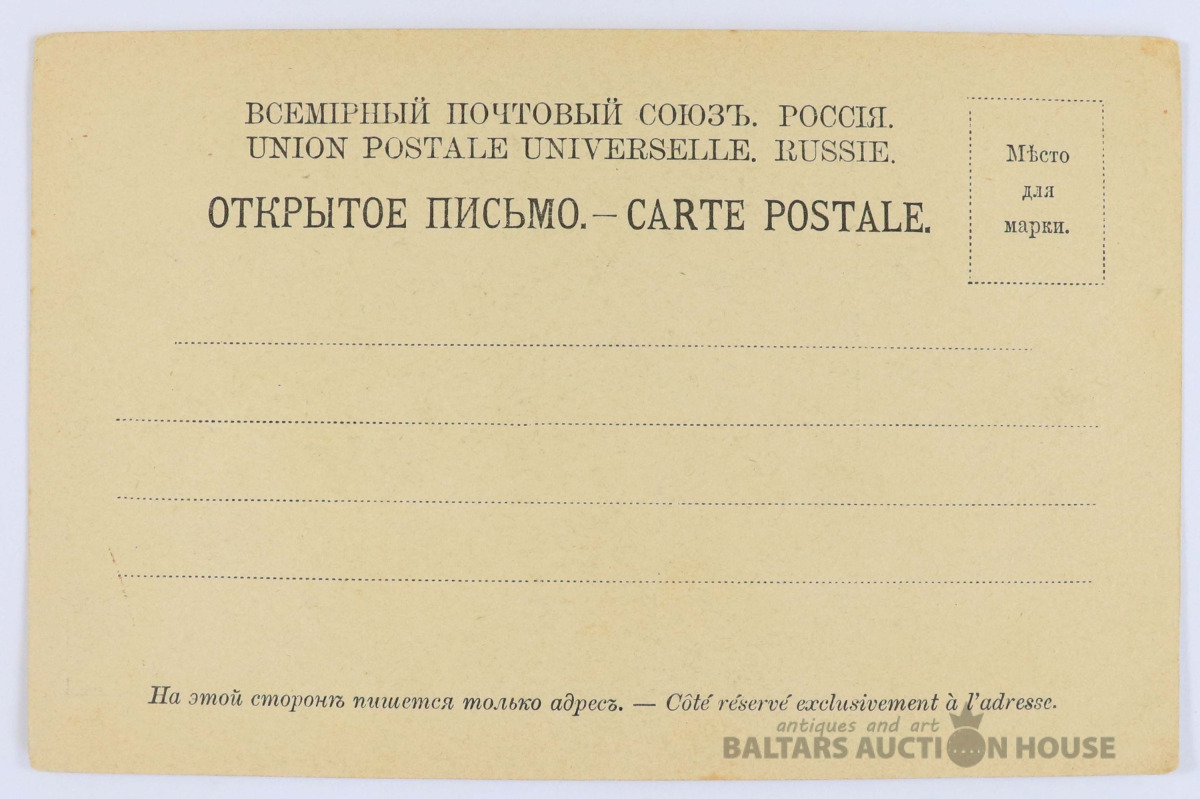 ВСЕМІРНЫЙ ПОЧТОВЫЙ СОЮЗЪ. РОССІЯ.
UNION POSTALE UNIVERSELLE. RUSSIE.
ОТКРЫТОЕ ПИСЬМО.—CARTE POSTALE.
Мѣсто
для
марки.
На этой сторонѣ пишется только адресъ. — Côté réservé exclusivement à l'adresse.
antiques and art
BALTARS AUCTION HOUSE